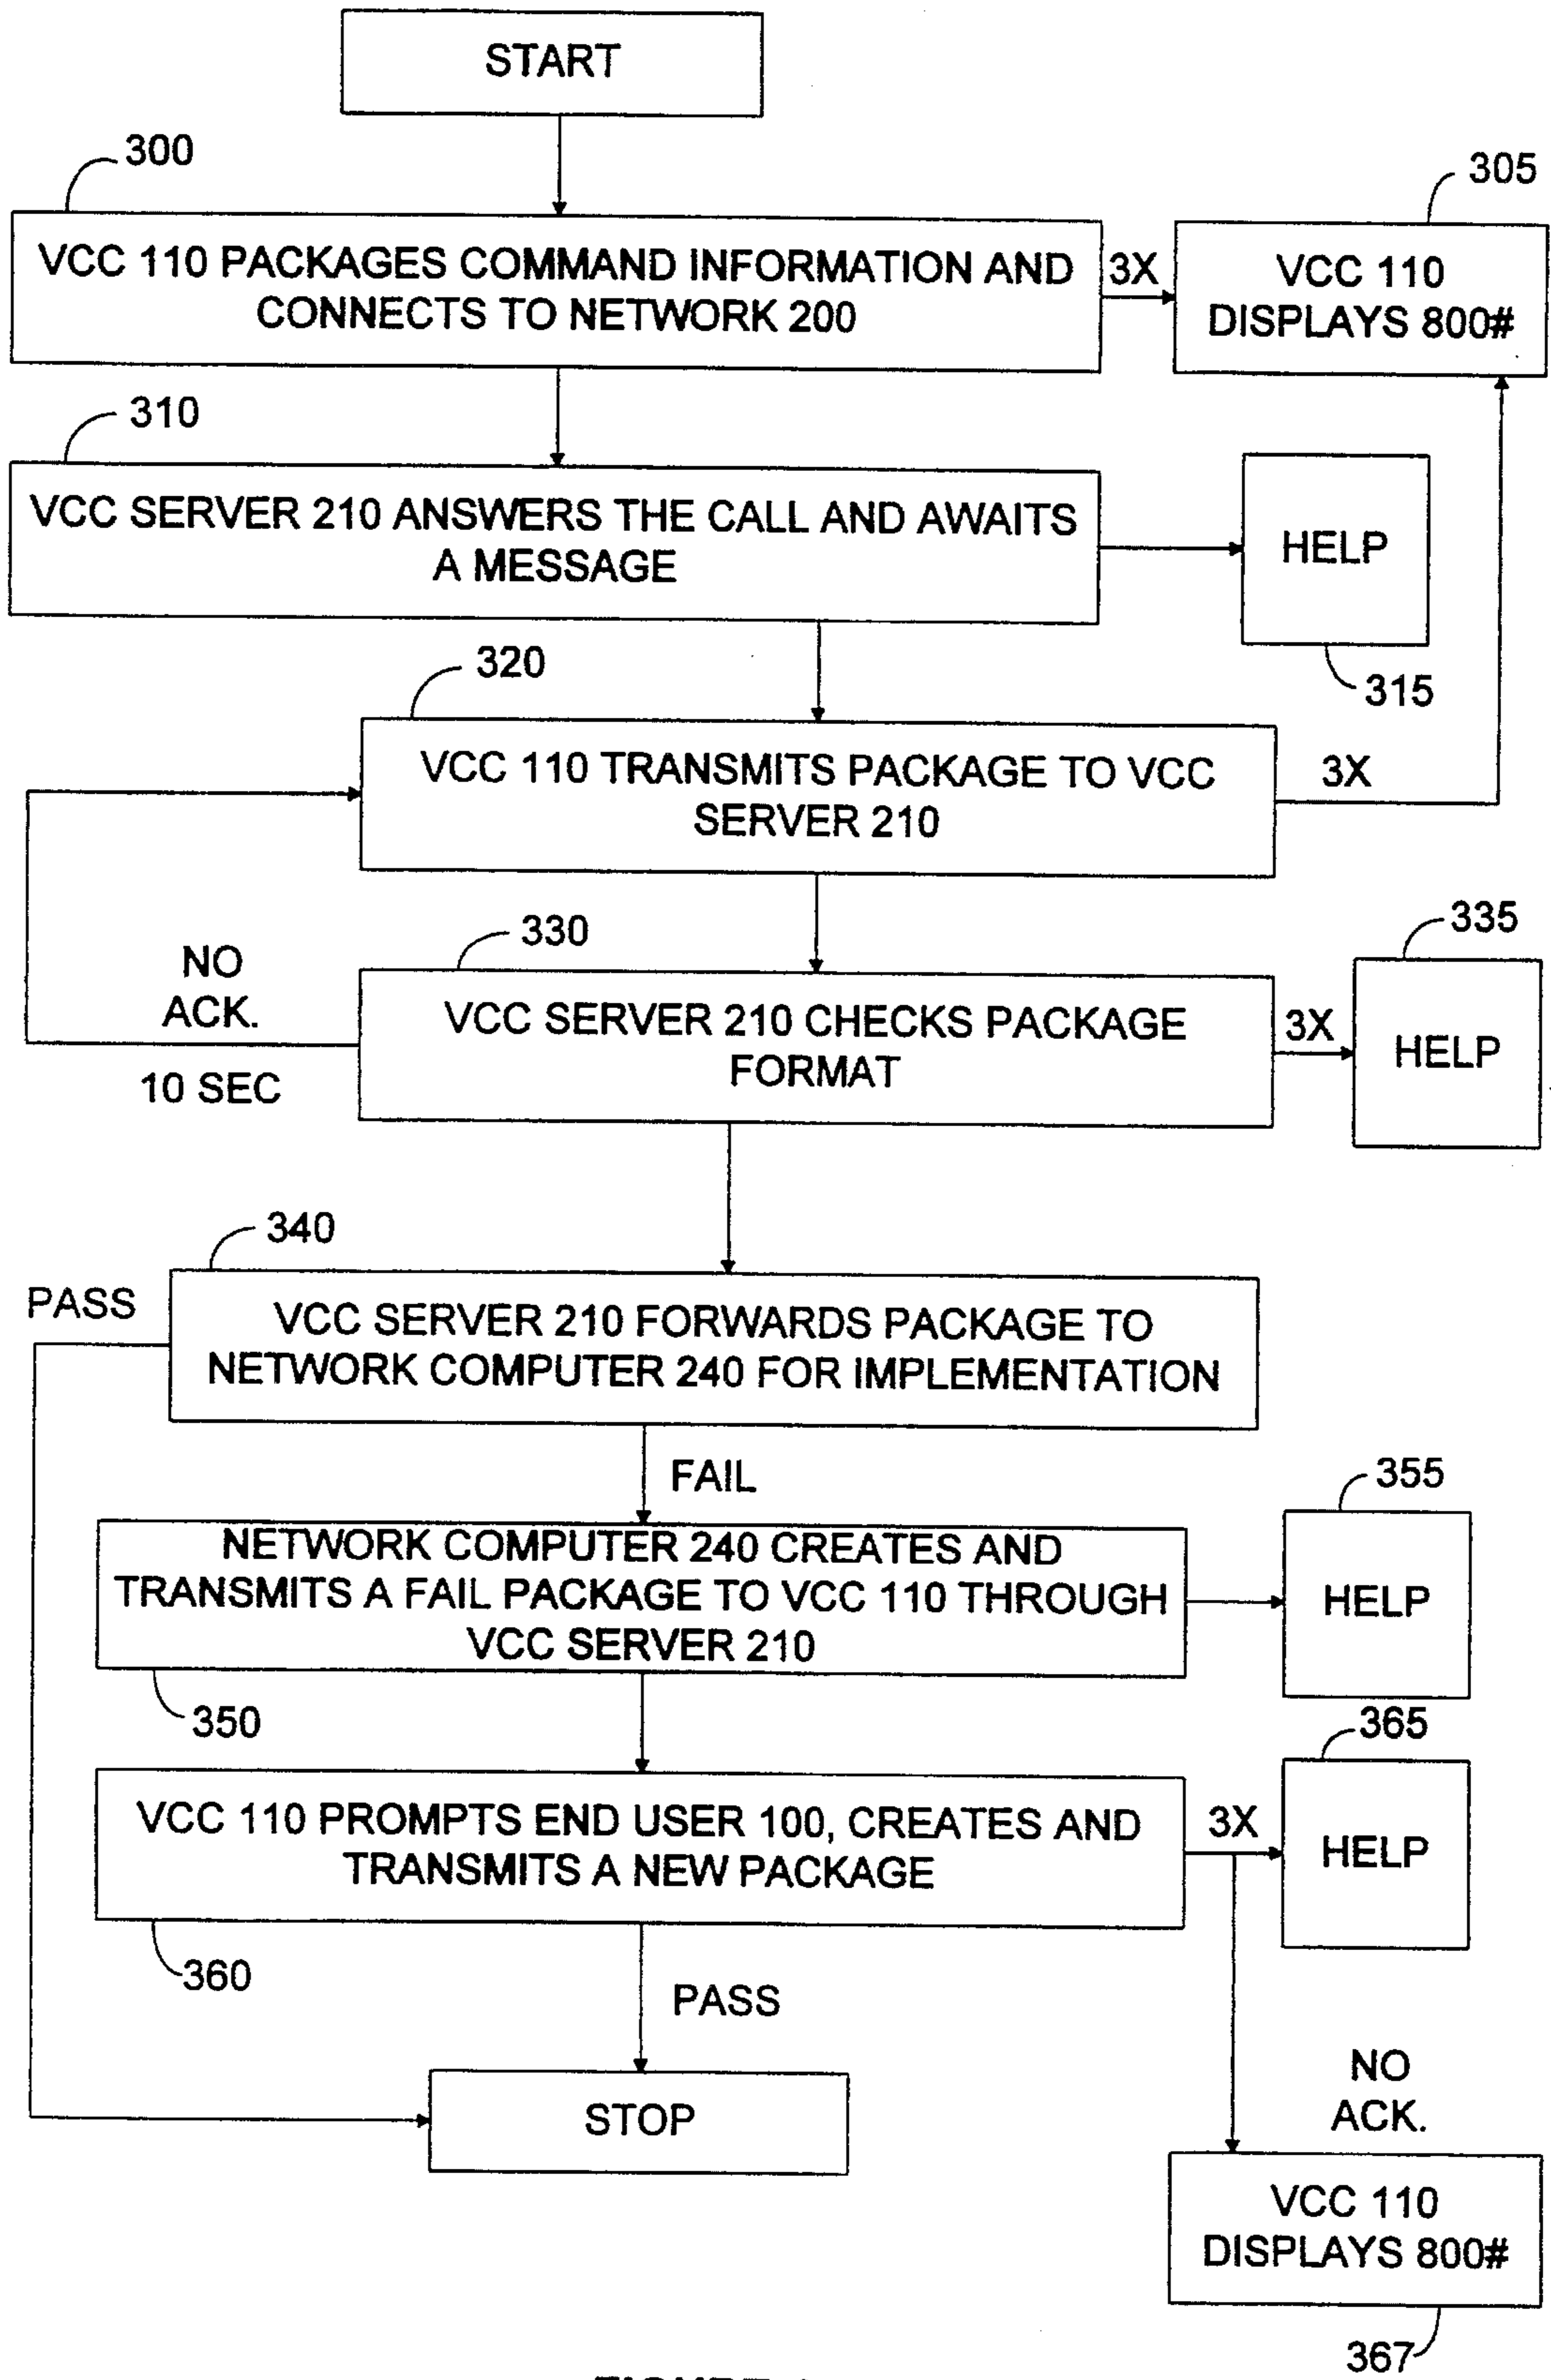 START
300
305
VCC 110 PACKAGES COMMAND INFORMATION AND
CONNECTS TO NETWORK 200
3X
VCC 110
DISPLAYS 800#
310
VCC SERVER 210 ANSWERS THE CALL AND AWAITS
A MESSAGE
HELP
315
320
VCC 110 TRANSMITS PACKAGE TO VCC
SERVER 210
3X
330
335
NO
ACK.
10 SEC
VCC SERVER 210 CHECKS PACKAGE
FORMAT
3X
HELP
340
PASS
VCC SERVER 210 FORWARDS PACKAGE TO
NETWORK COMPUTER 240 FOR IMPLEMENTATION
FAIL
355
NETWORK COMPUTER 240 CREATES AND
TRANSMITS A FAIL PACKAGE TO VCC 110 THROUGH
VCC SERVER 210
HELP
350
365
VCC 110 PROMPTS END USER 100, CREATES AND
TRANSMITS A NEW PACKAGE
3X
HELP
360
PASS
NO
ACK.
STOP
VCC 110
DISPLAYS 800#
367